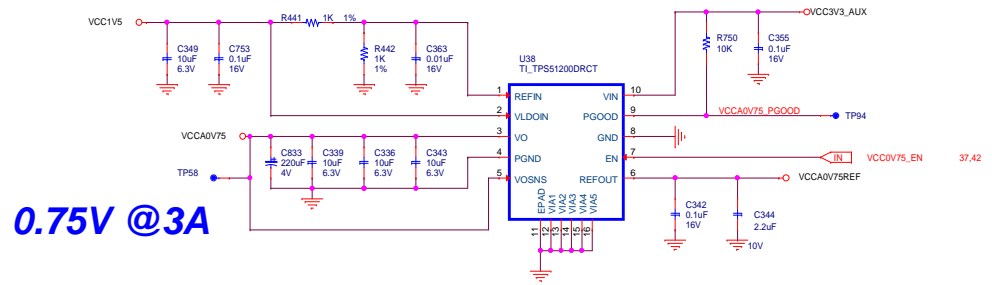 VCC1V5
R441 1K 1%
VCC3V3_AUX
C349
10uF
6.3V
C753
0.1uF
16V
R442
1K
1%
C363
0.01uF
16V
R750
10K
C355
0.1uF
16V
U38
TI_TPS51200DRCT
1 REFIN VIN 10
2 VLDOIN PGOOD 9 VCCA0V75_PGOOD TP94
VCCA0V75 3 VO GND 8
4 PGND EN 7 IN VCC0V75_EN 37,42
5 VOSNS REFOUT 6 VCCA0V75REF
TP58
C833
220uF
4V
C339
10uF
6.3V
C336
10uF
6.3V
C343
10uF
6.3V
EPAD
VIA1
VIA2
VIA3
VIA4
VIA5
11
12
13
14
15
16
C342
0.1uF
16V
C344
2.2uF
10V
0.75V @3A